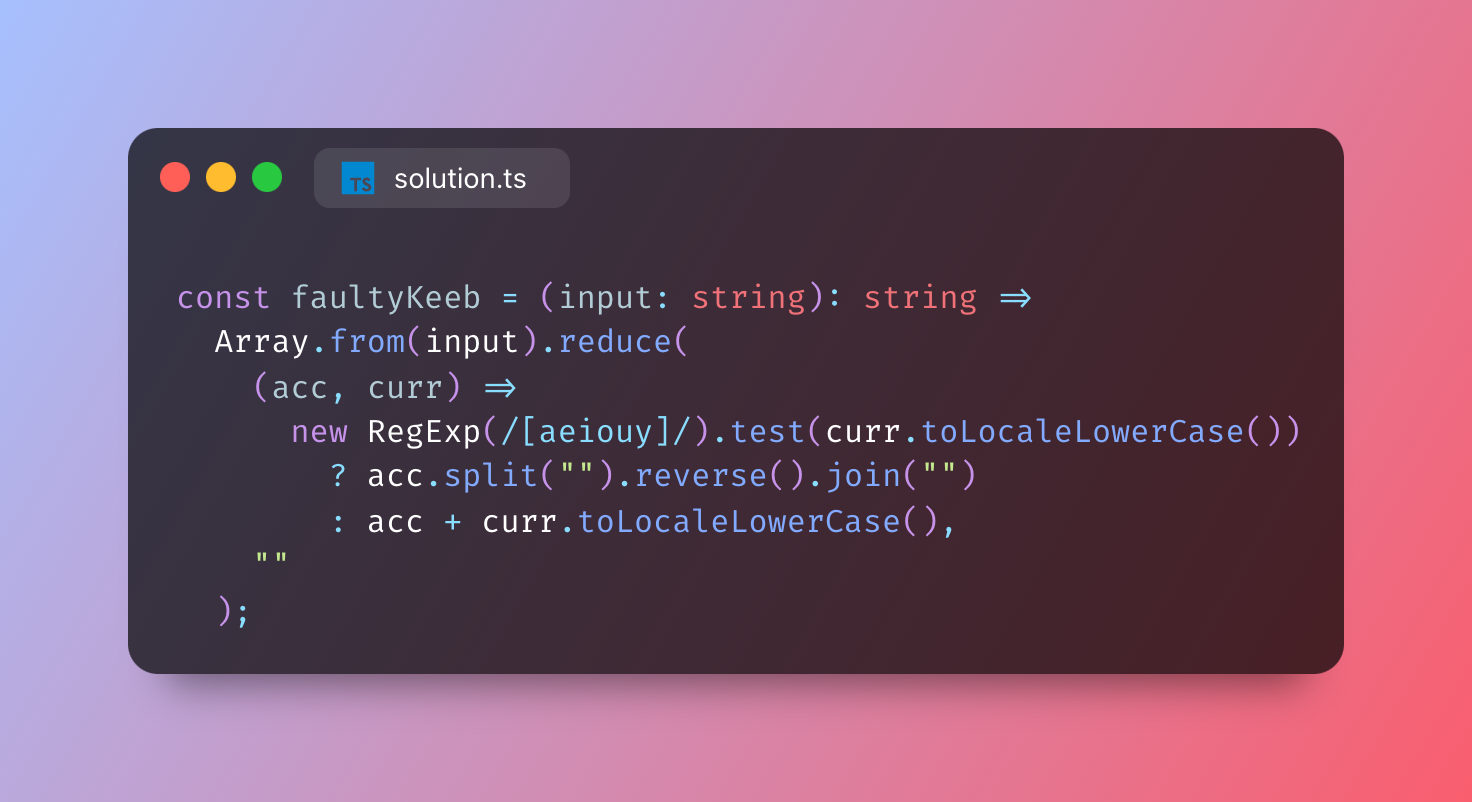 TS solution.ts
const faultyKeeb = (input: string): string =>
  Array.from(input).reduce(
    (acc, curr) =>
      new RegExp(/[aeiouy]/).test(curr.toLocaleLowerCase())
        ? acc.split("").reverse().join("")
        : acc + curr.toLocaleLowerCase(),
    ""
  );